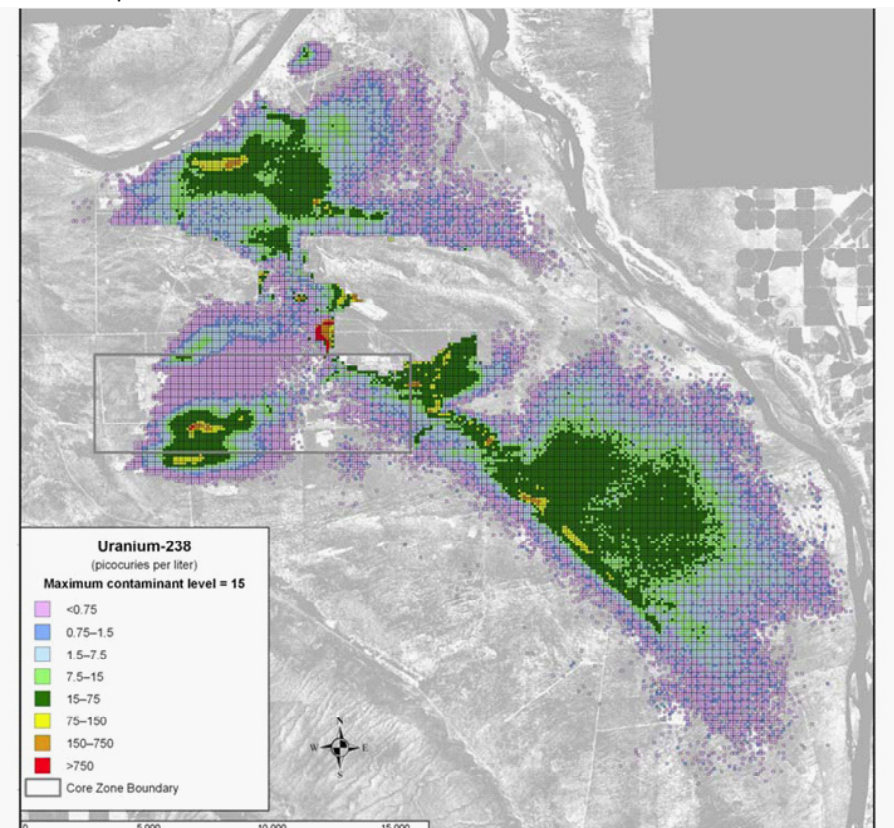 N
W E
S
Uranium-238
(picocuries per liter)
Maximum contaminant level = 15
<0.75
0.75–1.5
1.5–7.5
7.5–15
15–75
75–150
150–750
>750
Core Zone Boundary
0 5,000 10,000 15,000